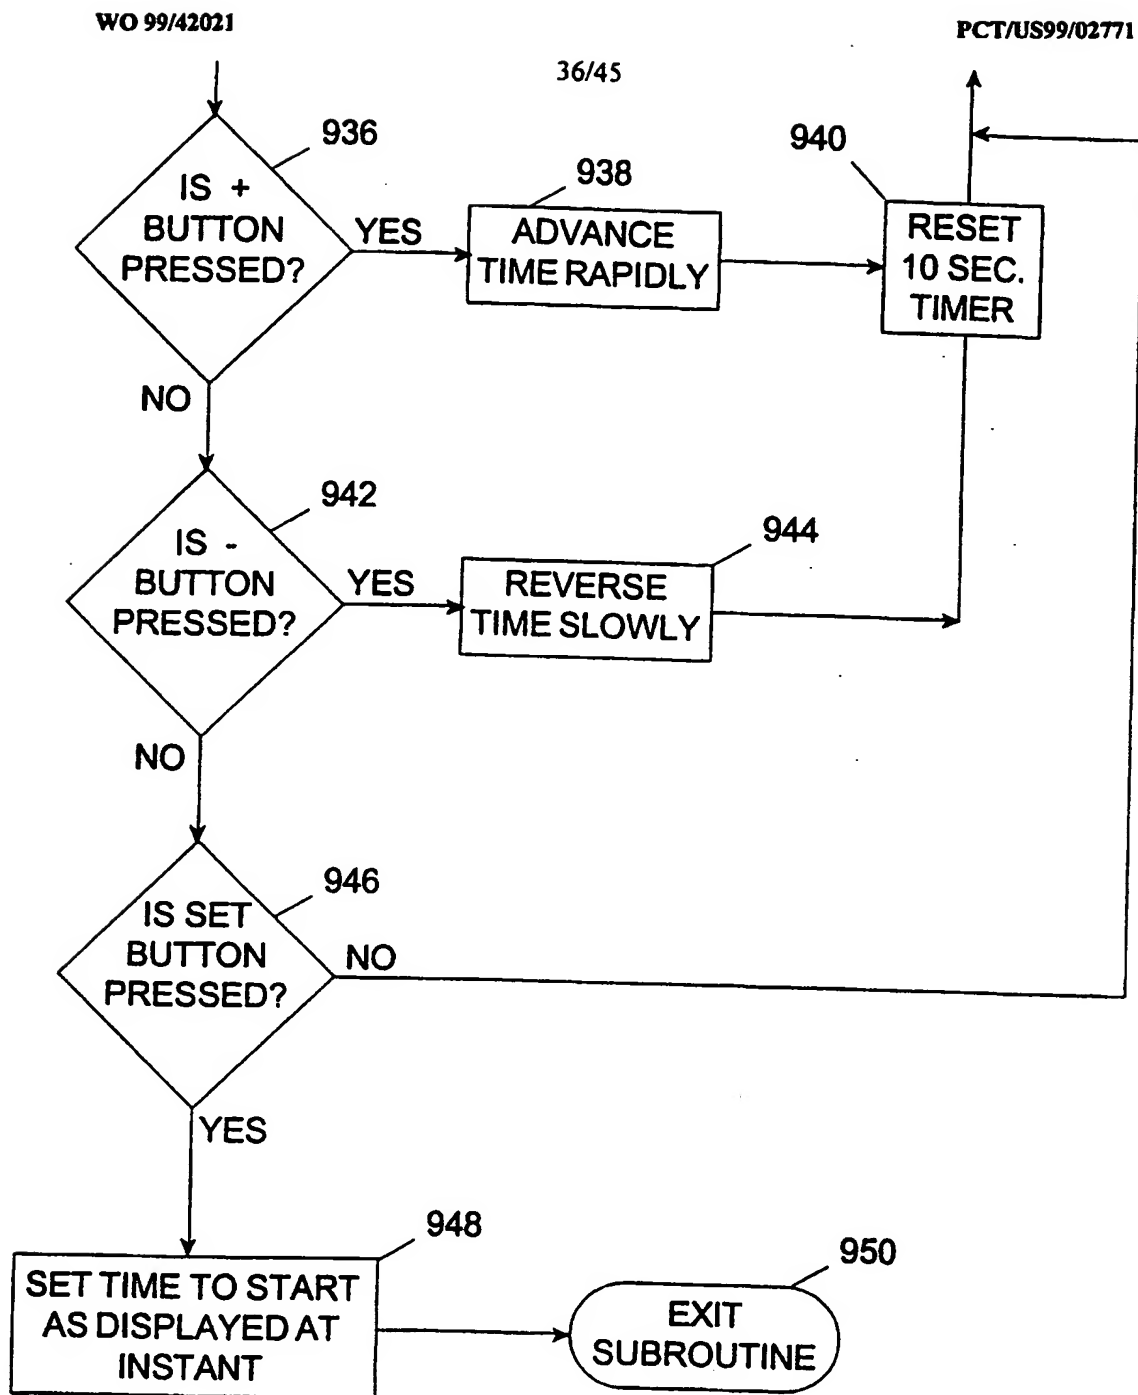 WO 99/42021
PCT/US99/02771
36/45
936
IS +
BUTTON
PRESSED?
YES
938
ADVANCE
TIME RAPIDLY
940
RESET
10 SEC.
TIMER
NO
942
IS -
BUTTON
PRESSED?
YES
944
REVERSE
TIME SLOWLY
NO
946
IS SET
BUTTON
PRESSED?
NO
YES
948
SET TIME TO START
AS DISPLAYED AT
INSTANT
950
EXIT
SUBROUTINE